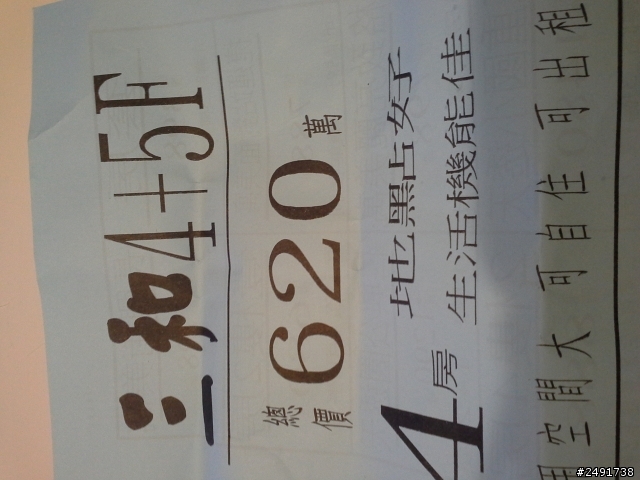 三和4+5F
總價620萬
4房
地點好
生活機能佳
空間大 可自住 可出租
#2491738